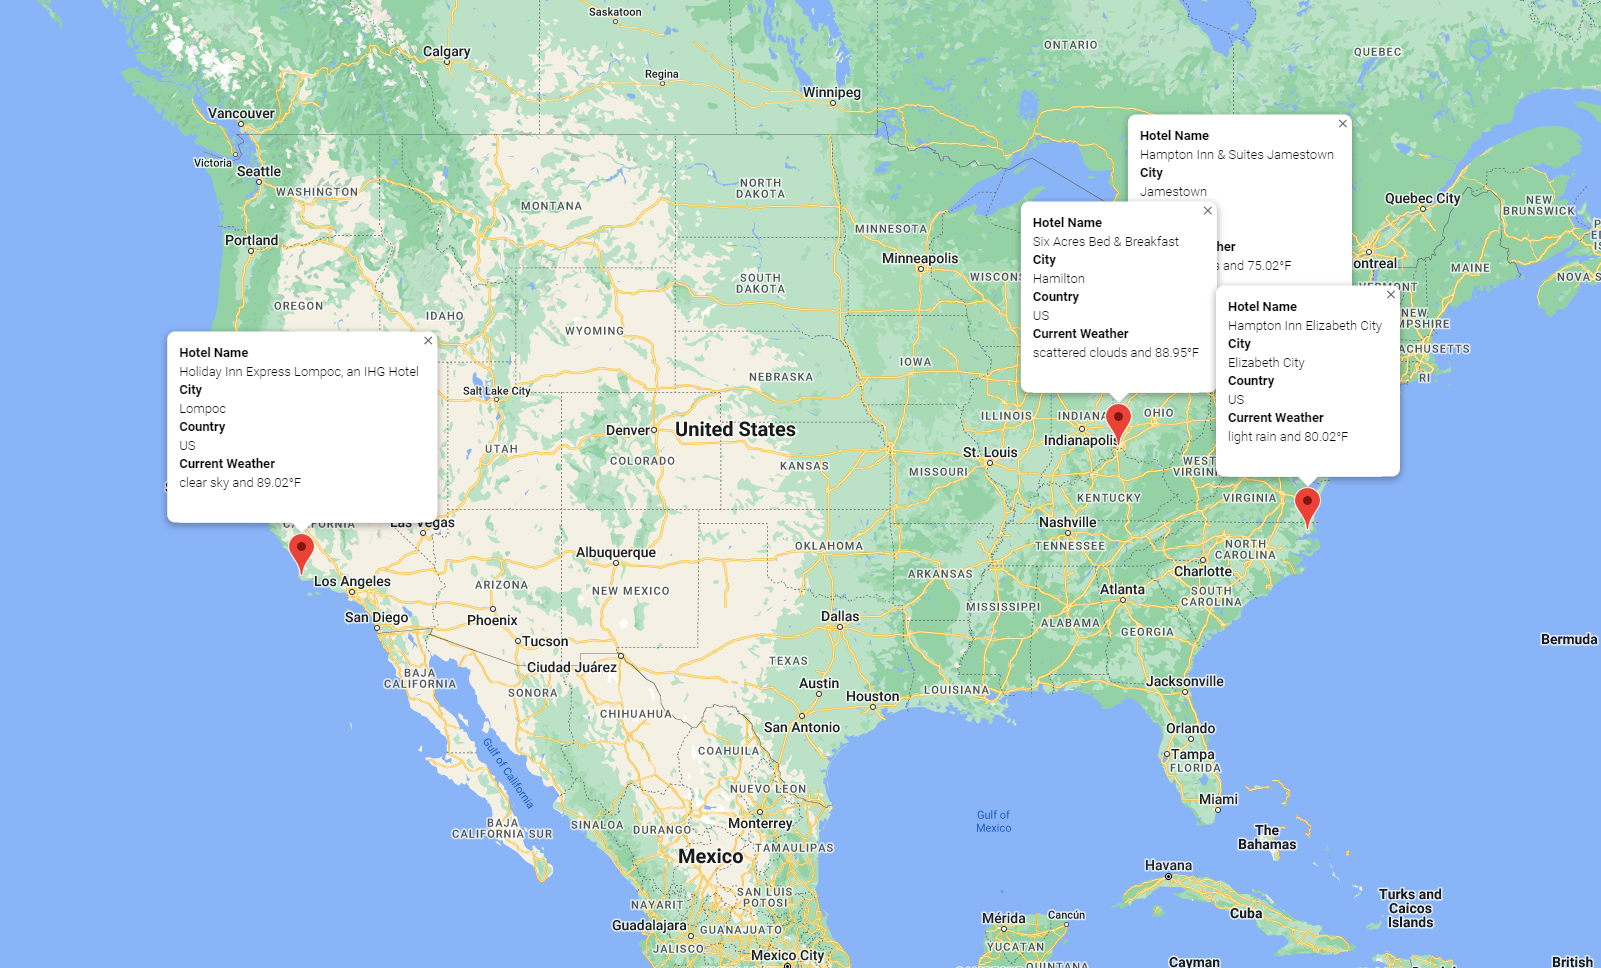 Saskatoon
Calgary
ONTARIO
QUEBEC
Regina
Winnipeg
Vancouver
Victoria
Seattle
WASHINGTON
MONTANA
NORTH
DAKOTA
MINNESOTA
Minneapolis
Quebec City
NEW
BRUNSWICK
MAINE
NOVA S
Portland
OREGON
IDAHO
SOUTH
DAKOTA
WISCONS
ontreal
VERMONT
NEW
MPSHIRE
ACHUSETTS
RI
WYOMING
IOWA
NEBRASKA
Salt Lake City
Hotel Name
Hampton Inn & Suites Jamestown
City
Jamestown
her
s and 75.02°F
Hotel Name
Six Acres Bed & Breakfast
City
Hamilton
Country
US
Current Weather
scattered clouds and 88.95°F
Hotel Name
Hampton Inn Elizabeth City
City
Elizabeth City
Country
US
Current Weather
light rain and 80.02°F
Hotel Name
Holiday Inn Express Lompoc, an IHG Hotel
City
Lompoc
Country
US
Current Weather
clear sky and 89.02°F
ILLINOIS
INDIANA
OHIO
Denver
United States
Indianapolis
UTAH
COLORADO
KANSAS
St. Louis
MISSOURI
WEST
VIRGIN
KENTUCKY
VIRGINIA
CALIFORNIA
Las Vegas
Nashville
TENNESSEE
NORTH
CAROLINA
Albuquerque
OKLAHOMA
Charlotte
Los Angeles
ARIZONA
NEW MEXICO
ARKANSAS
Atlanta
SOUTH
CAROLINA
San Diego
Phoenix
MISSISSIPPI
Dallas
ALABAMA
GEORGIA
Tucson
Bermuda
Ciudad Juárez
TEXAS
BAJA
CALIFORNIA
SONORA
Austin
Houston
LOUISIANA
Jacksonville
CHIHUAHUA
San Antonio
Orlando
Gulf of California
COAHUILA
Tampa
FLORIDA
NUEVO LEON
Miami
BAJA
CALIFORNIA SUR
SINALOA
DURANGO
Monterrey
Gulf of
Mexico
The
Bahamas
Mexico
TAMAULIPAS
Havana
SAN LUIS
POTOSI
NAYARIT
Turks and
Caicos
Islands
Guadalajara
GUANAJUATO
Mérida
Cancún
Cuba
JALISCO
YUCATAN
Mexico City
QUINTANA
Cayman
British